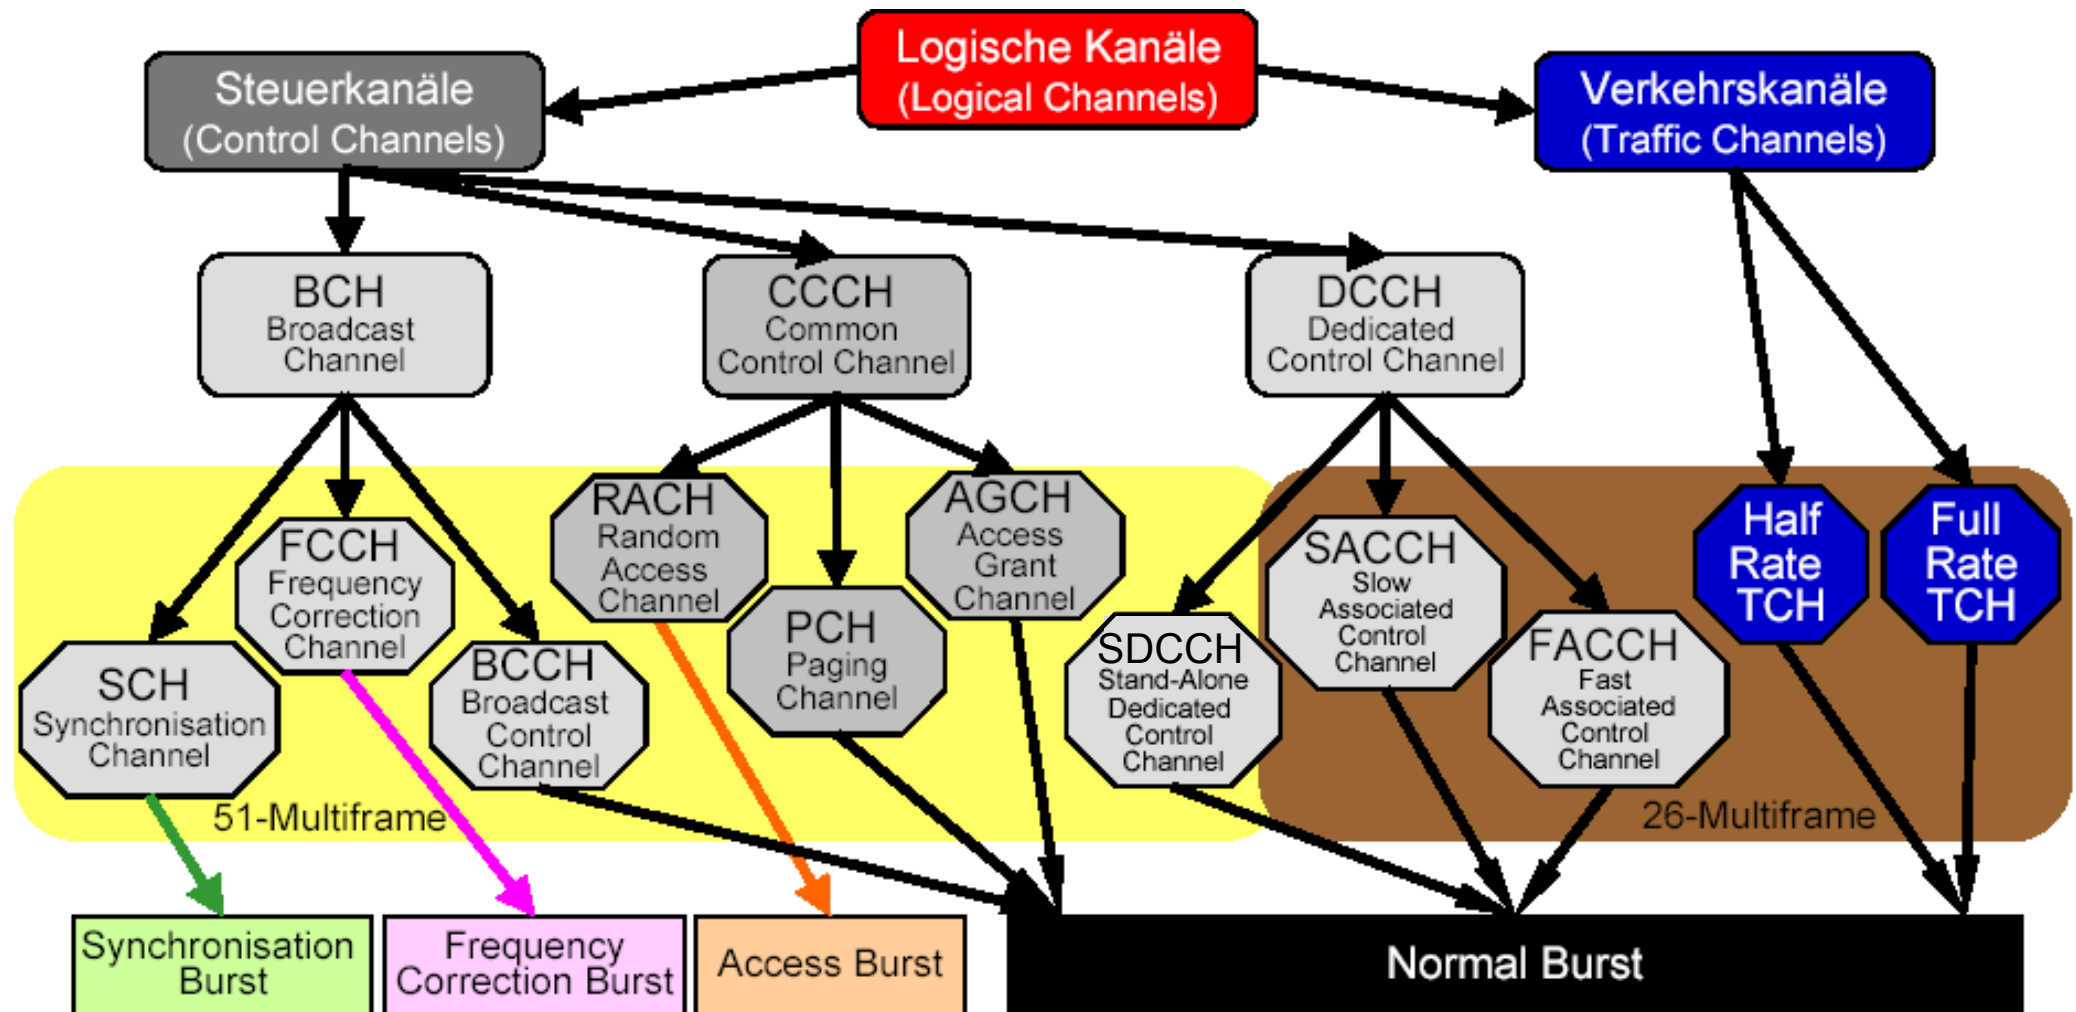 Logische Kanäle
(Logical Channels)
Steuerkanäle
(Control Channels)
Verkehrskanäle
(Traffic Channels)
BCH
Broadcast
Channel
CCCH
Common
Control Channel
DCCH
Dedicated
Control Channel
SCH
Synchronisation
Channel
FCCH
Frequency
Correction
Channel
BCCH
Broadcast
Control
Channel
RACH
Random
Access
Channel
PCH
Paging
Channel
AGCH
Access
Grant
Channel
SDCCH
Stand-Alone
Dedicated
Control
Channel
SACCH
Slow
Associated
Control
Channel
FACCH
Fast
Associated
Control
Channel
Half
Rate
TCH
Full
Rate
TCH
51-Multiframe
26-Multiframe
Synchronisation
Burst
Frequency
Correction Burst
Access Burst
Normal Burst